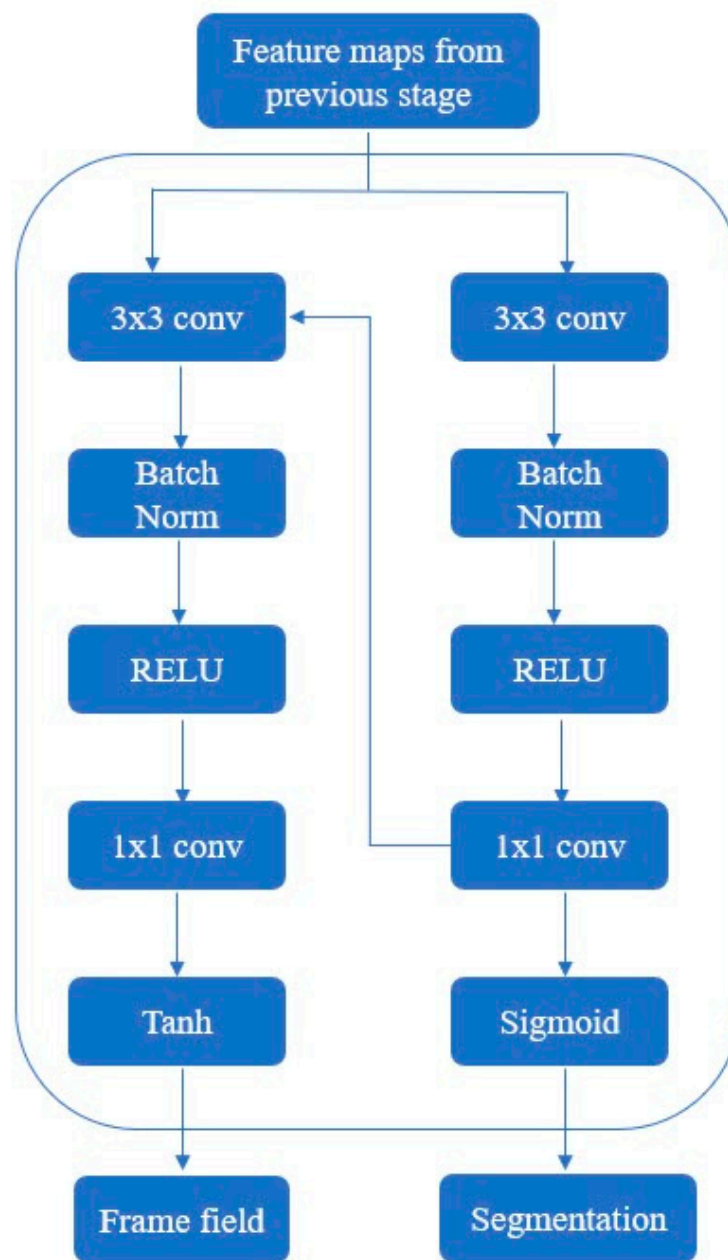 Feature maps from
previous stage
3x3 conv
3x3 conv
Batch
Norm
Batch
Norm
RELU
RELU
1x1 conv
1x1 conv
Tanh
Sigmoid
Frame field
Segmentation